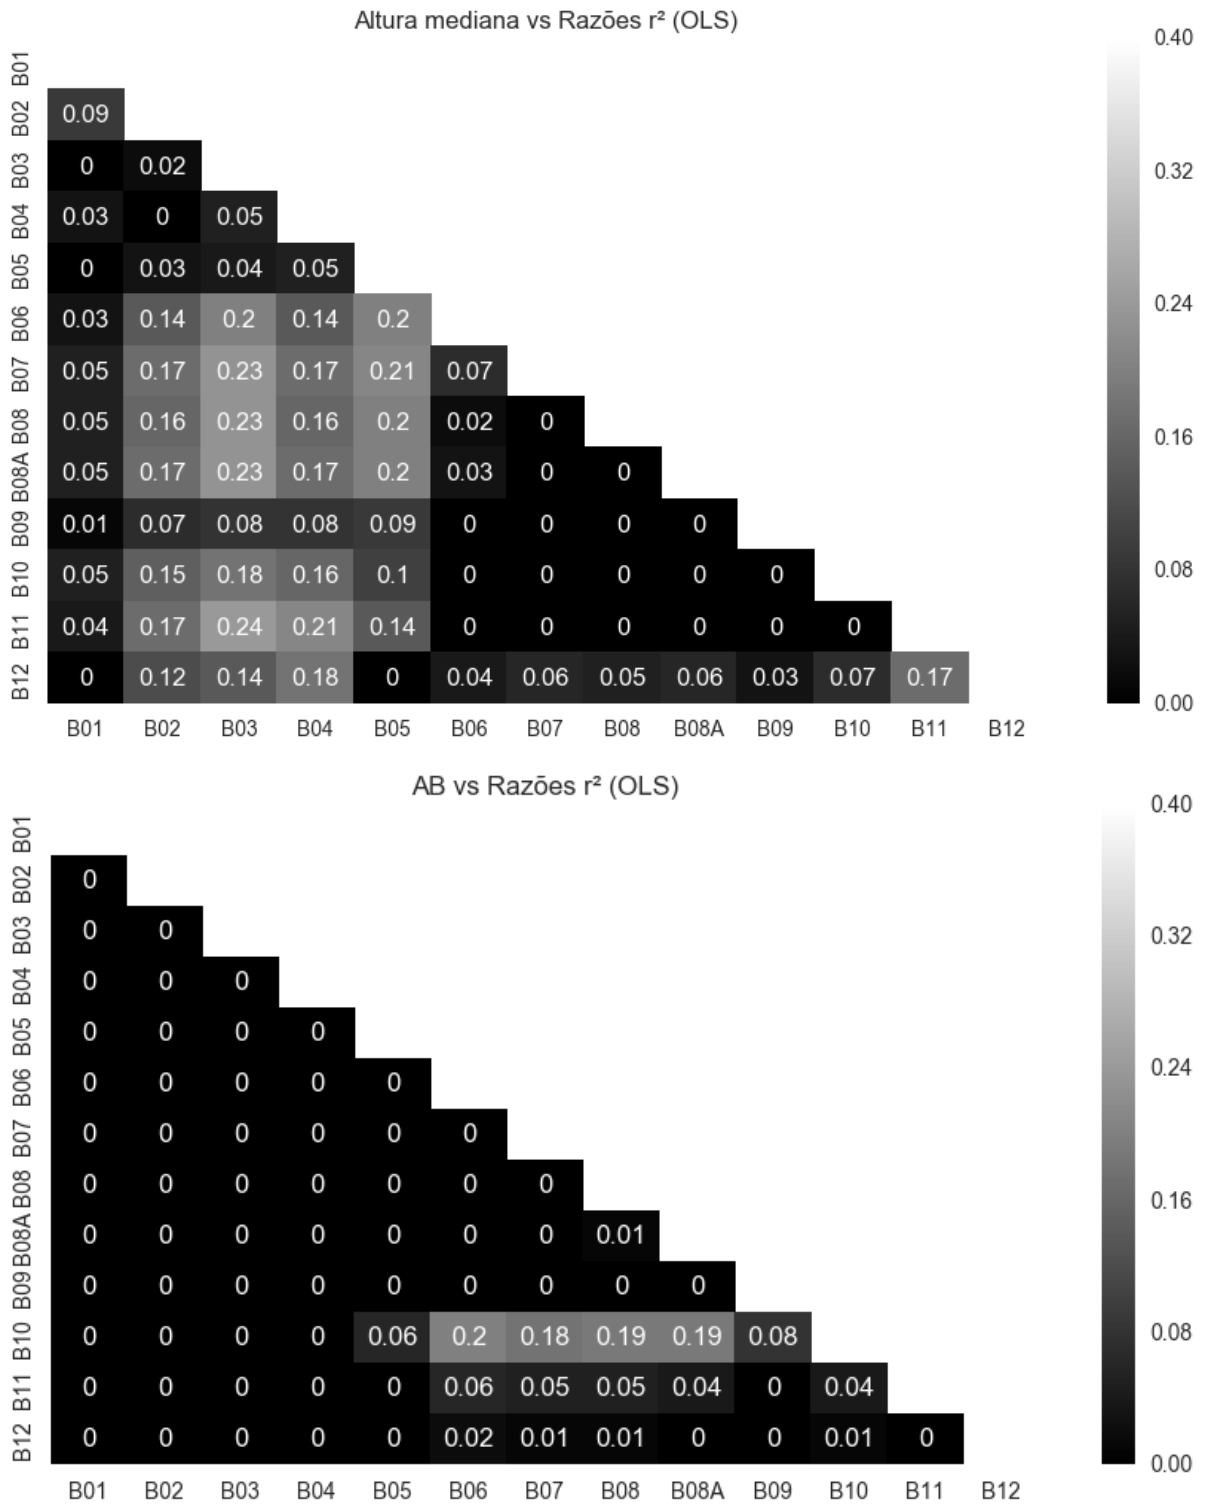 Altura mediana vs Razões r² (OLS)
0.40
B01
B02 0.09
B03 0 0.02
0.32
B04 0.03 0 0.05
B05 0 0.03 0.04 0.05
0.24
B06 0.03 0.14 0.2 0.14 0.2
B07 0.05 0.17 0.23 0.17 0.21 0.07
B08 0.05 0.16 0.23 0.16 0.2 0.02 0
0.16
B08A 0.05 0.17 0.23 0.17 0.2 0.03 0 0
B09 0.01 0.07 0.08 0.08 0.09 0 0 0 0
0.08
B10 0.05 0.15 0.18 0.16 0.1 0 0 0 0 0
B11 0.04 0.17 0.24 0.21 0.14 0 0 0 0 0 0
B12 0 0.12 0.14 0.18 0 0.04 0.06 0.05 0.06 0.03 0.07 0.17
0.00
B01 B02 B03 B04 B05 B06 B07 B08 B08A B09 B10 B11 B12
AB vs Razões r² (OLS)
0.40
B01
B02 0
B03 0 0
0.32
B04 0 0 0
B05 0 0 0 0
0.24
B06 0 0 0 0 0
B07 0 0 0 0 0 0
B08 0 0 0 0 0 0 0
0.16
B08A 0 0 0 0 0 0 0 0.01
B09 0 0 0 0 0 0 0 0 0
0.08
B10 0 0 0 0 0.06 0.2 0.18 0.19 0.19 0.08
B11 0 0 0 0 0 0.06 0.05 0.05 0.04 0 0.04
B12 0 0 0 0 0 0.02 0.01 0.01 0 0 0.01 0
0.00
B01 B02 B03 B04 B05 B06 B07 B08 B08A B09 B10 B11 B12